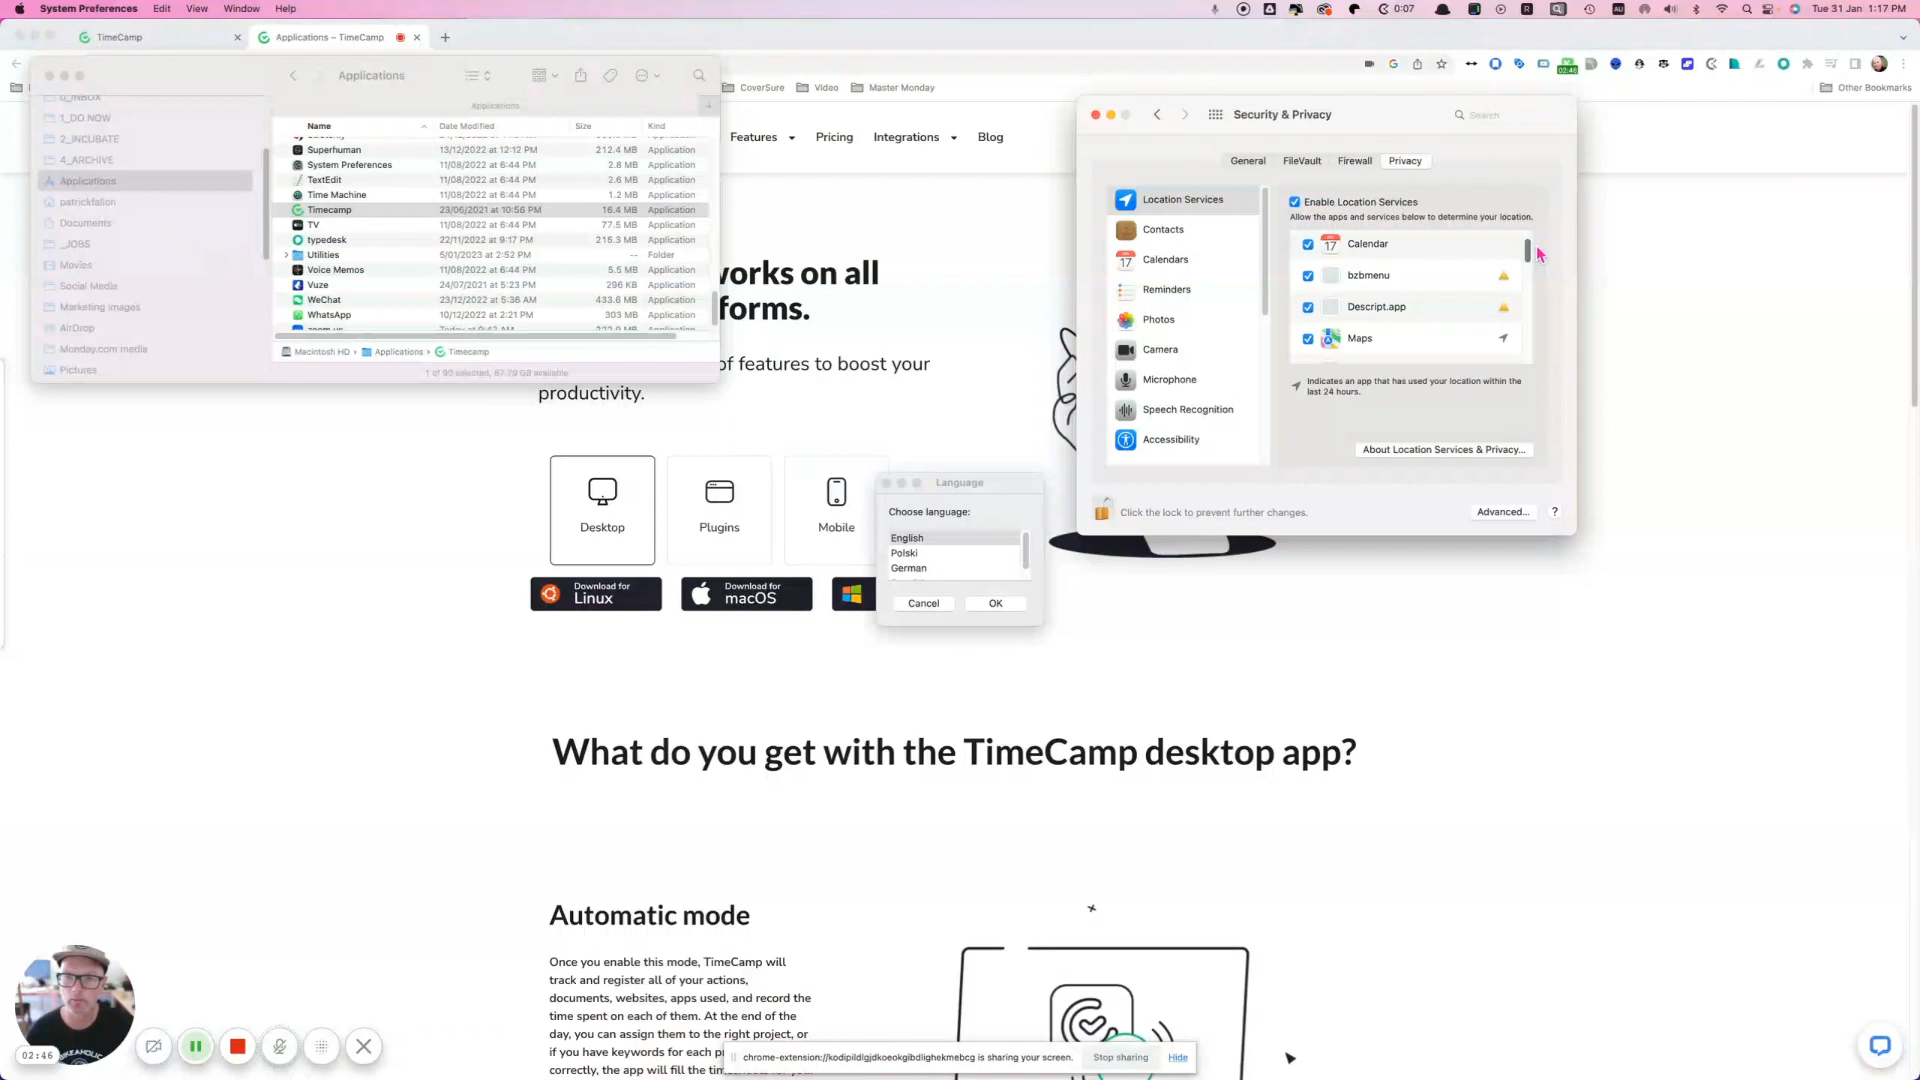 System Preferences Edit View Window Help
0:07
Tue 31 Jan 1:17 PM
TimeCamp
Applications – TimeCamp
CoverSure Video Master Monday
Other Bookmarks
02:46
Applications
Applications
0_INBOX
1_DO NOW
2_INCUBATE
4_ARCHIVE
Applications
patrickfallon
Documents
_JOBS
Movies
Social Media
Marketing images
AirDrop
Monday.com media
Pictures
Name Date Modified Size Kind
Superhuman 13/12/2022 at 12:12 PM 212.4 MB Application
System Preferences 11/08/2022 at 6:44 PM 2.8 MB Application
TextEdit 11/08/2022 at 6:44 PM 2.6 MB Application
Time Machine 11/08/2022 at 6:44 PM 1.2 MB Application
Timecamp 23/06/2021 at 10:56 PM 16.4 MB Application
TV 11/08/2022 at 6:44 PM 77.5 MB Application
typedesk 22/11/2022 at 9:17 PM 215.3 MB Application
Utilities 5/01/2023 at 2:52 PM -- Folder
Voice Memos 11/08/2022 at 6:44 PM 5.5 MB Application
Vuze 24/07/2021 at 5:23 PM 296 KB Application
WeChat 23/12/2022 at 5:36 AM 433.6 MB Application
WhatsApp 10/12/2022 at 2:21 PM 303 MB Application
Macintosh HD › Applications › Timecamp
1 of 90 selected, 87.79 GB available
Features Pricing Integrations Blog
works on all
forms.
of features to boost your
productivity.
Desktop
Plugins
Mobile
Download for
Linux
Download for
macOS
Language
Choose language:
English
Polski
German
Cancel OK
Security & Privacy
Search
General FileVault Firewall Privacy
Location Services
Contacts
Calendars
17
Reminders
Photos
Camera
Microphone
Speech Recognition
Accessibility
Enable Location Services
Allow the apps and services below to determine your location.
17
Calendar
bzbmenu
Descript.app
Maps
Indicates an app that has used your location within the
last 24 hours.
About Location Services & Privacy...
Click the lock to prevent further changes.
Advanced... ?
What do you get with the TimeCamp desktop app?
Automatic mode
Once you enable this mode, TimeCamp will
track and register all of your actions,
documents, websites, apps used, and record the
time spent on each of them. At the end of the
day, you can assign them to the right project, or
if you have keywords for each
correctly, the app will fill the
chrome-extension://kodipildlgjdkoeokgibdlighekmebcg is sharing your screen. Stop sharing Hide
02:46